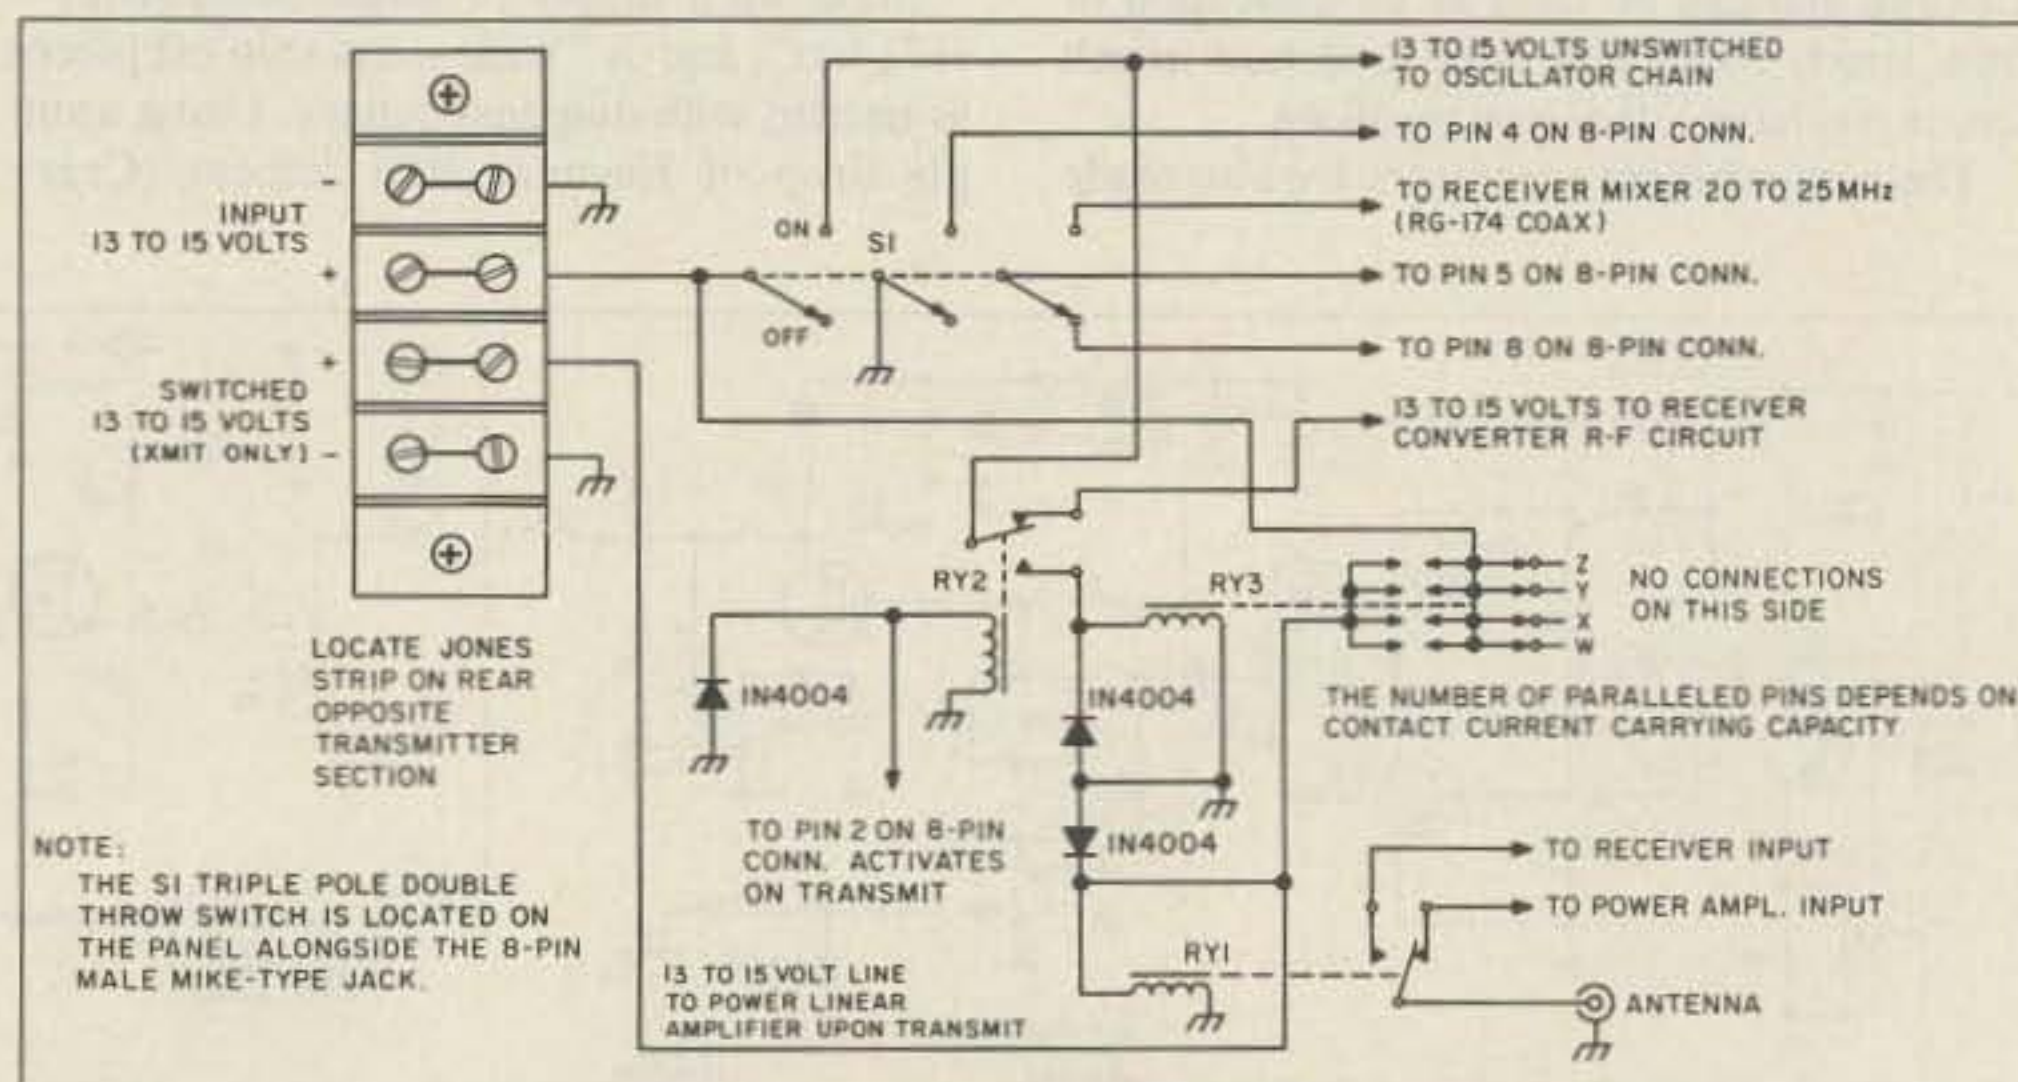 13 TO 15 VOLTS UNSWITCHED
TO OSCILLATOR CHAIN
TO PIN 4 ON 8-PIN CONN.
TO RECEIVER MIXER 20 TO 25MHz
(RG-174 COAX)
TO PIN 5 ON 8-PIN CONN.
TO PIN 8 ON 8-PIN CONN.
13 TO 15 VOLTS TO RECEIVER
CONVERTER R-F CIRCUIT
-
INPUT
13 TO 15 VOLTS
+
+
SWITCHED
13 TO 15 VOLTS
(XMIT ONLY) -
ON
S1
OFF
LOCATE JONES
STRIP ON REAR
OPPOSITE
TRANSMITTER
SECTION
RY2
RY3
Z
Y
X
W
NO CONNECTIONS
ON THIS SIDE
THE NUMBER OF PARALLELED PINS DEPENDS ON
CONTACT CURRENT CARRYING CAPACITY
IN4004
IN4004
IN4004
TO PIN 2 ON 8-PIN
CONN. ACTIVATES
ON TRANSMIT
NOTE:
THE S1 TRIPLE POLE DOUBLE
THROW SWITCH IS LOCATED ON
THE PANEL ALONGSIDE THE 8-PIN
MALE MIKE-TYPE JACK.
13 TO 15 VOLT LINE
TO POWER LINEAR
AMPLIFIER UPON TRANSMIT
RY1
TO RECEIVER INPUT
TO POWER AMPL. INPUT
ANTENNA